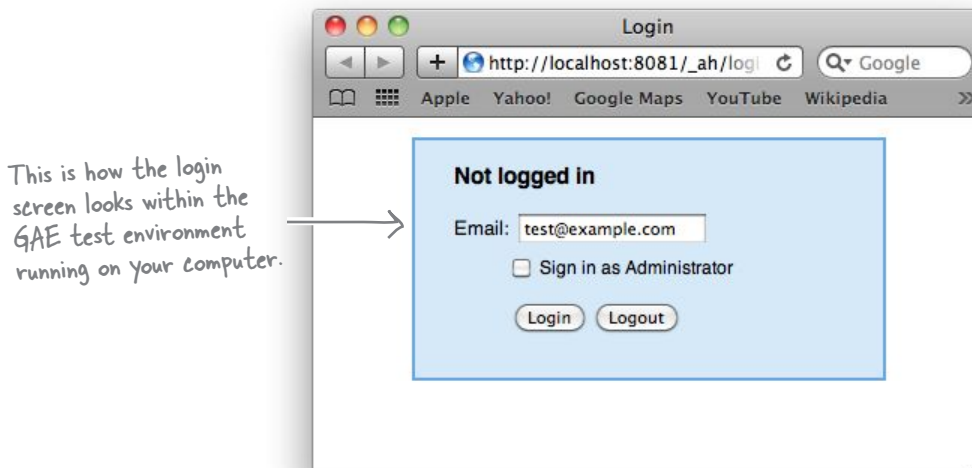 Login
http://localhost:8081/_ah/logi
Google
Apple Yahoo! Google Maps YouTube Wikipedia
This is how the login
screen looks within the
GAE test environment
running on your computer.
Not logged in
Email: test@example.com
Sign in as Administrator
Login Logout